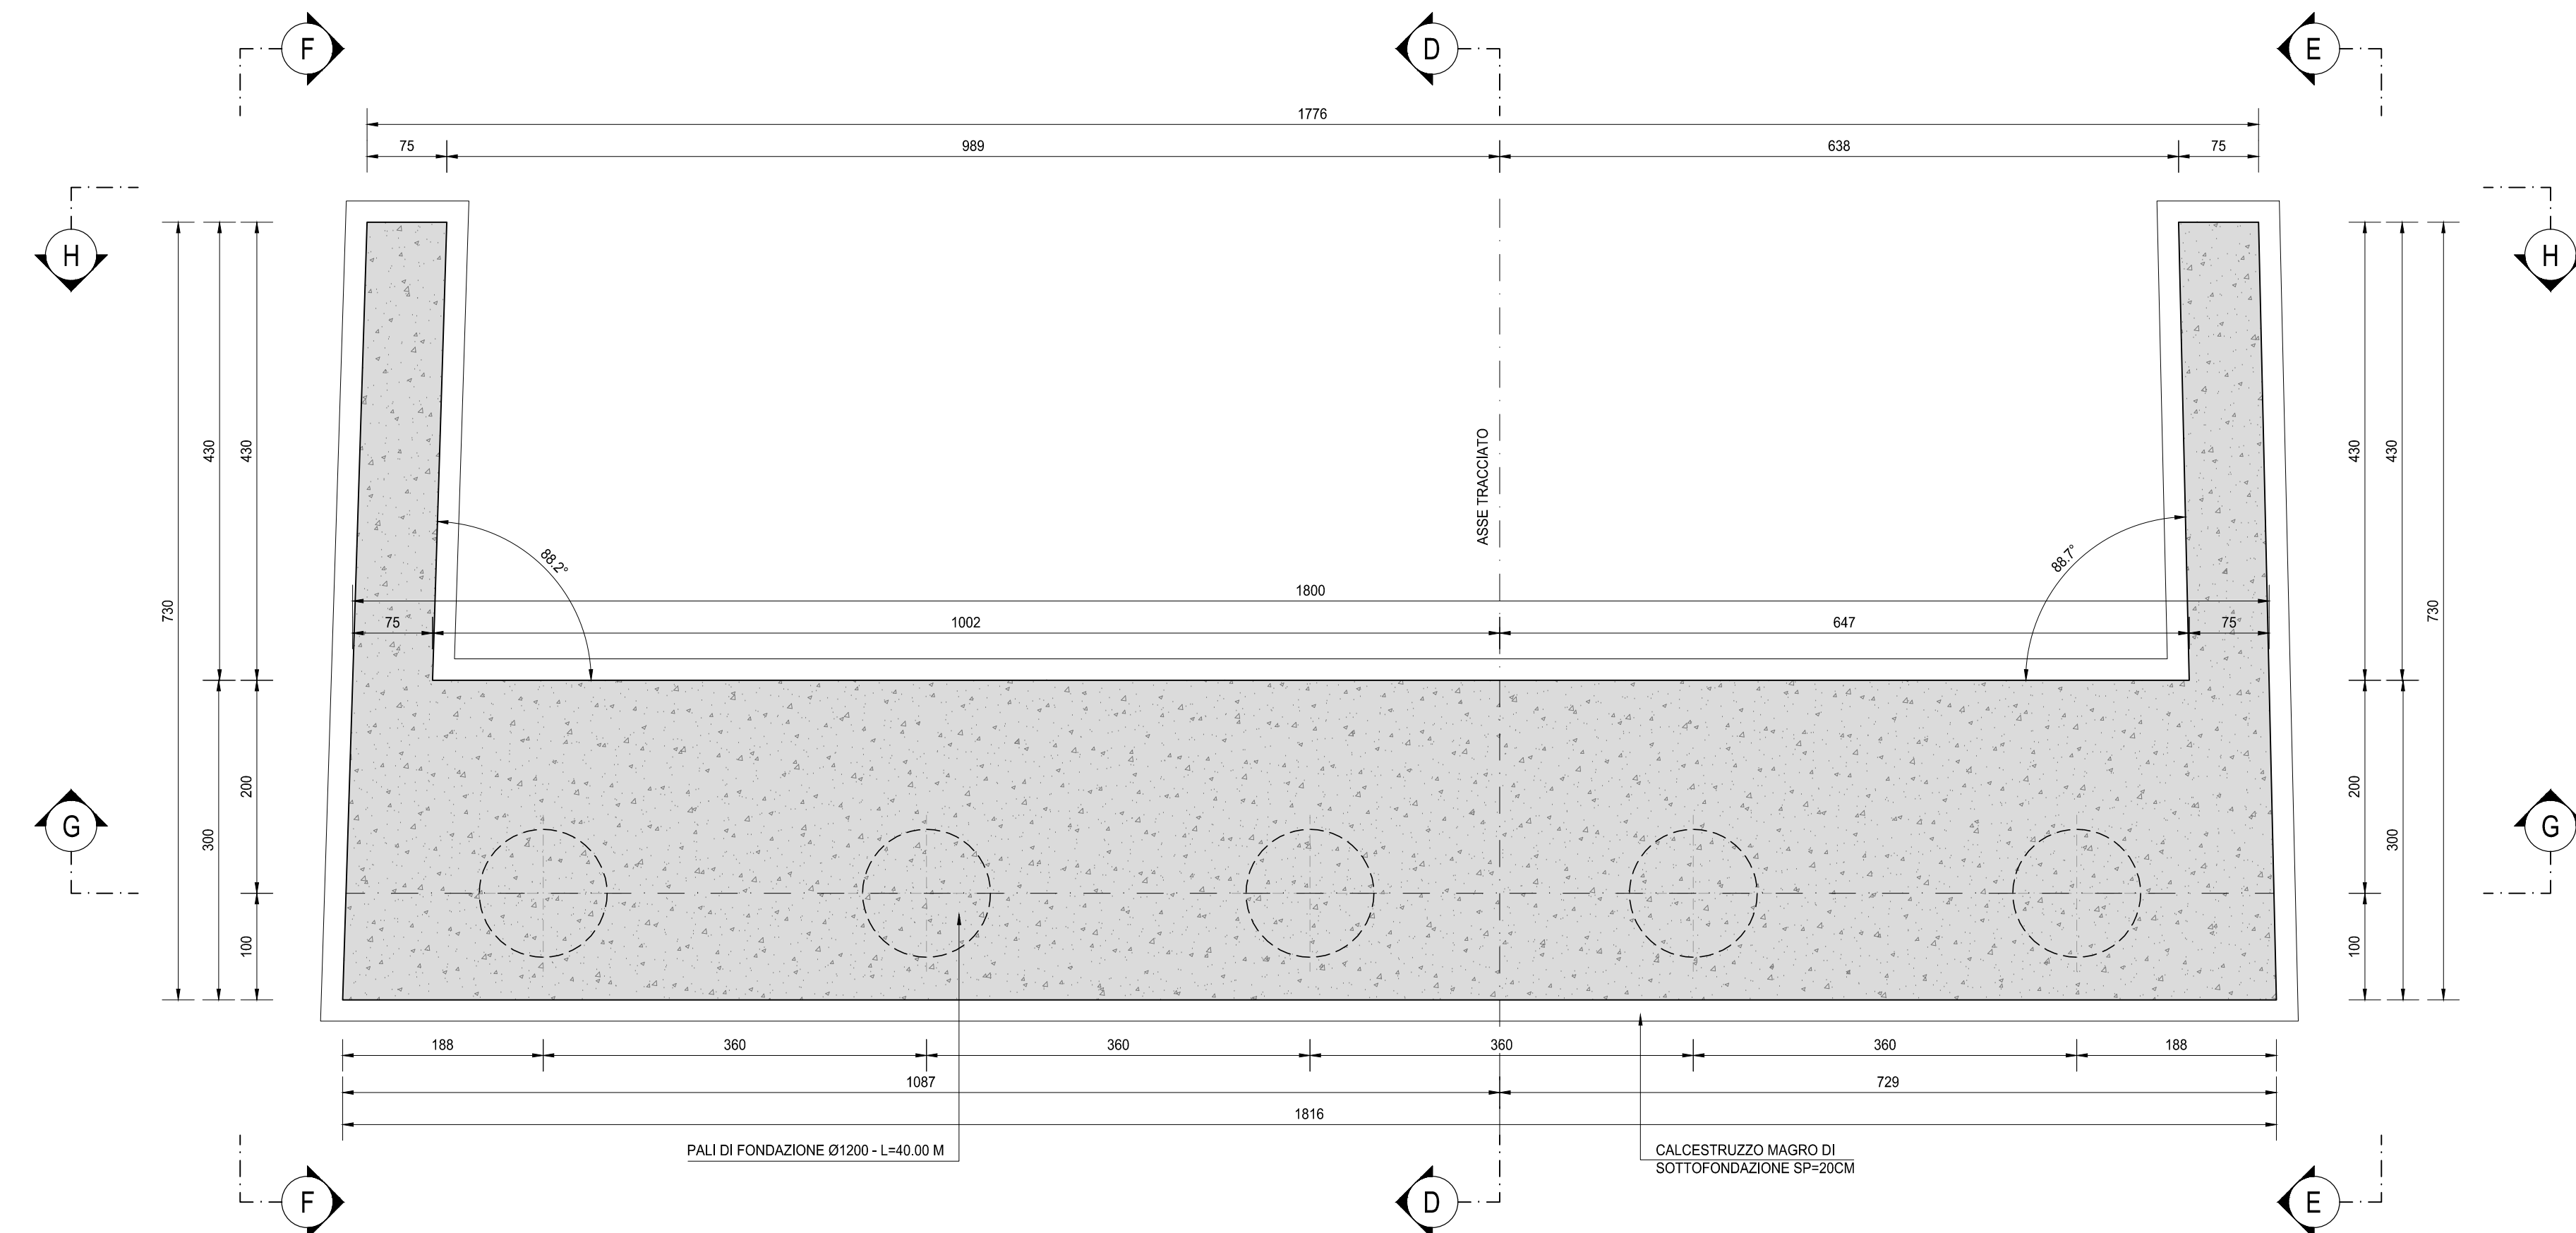 F
D
E
1776
75
989
638
75
H
H
ASSE TRACCIATO
430
430
430
430
88.2°
88.7°
730
730
1800
75
1002
647
75
200
200
G
G
300
300
100
100
188
360
360
360
360
188
1087
729
1816
PALI DI FONDAZIONE Ø1200 - L=40.00 M
CALCESTRUZZO MAGRO DI
SOTTOFONDAZIONE SP=20CM
F
D
E